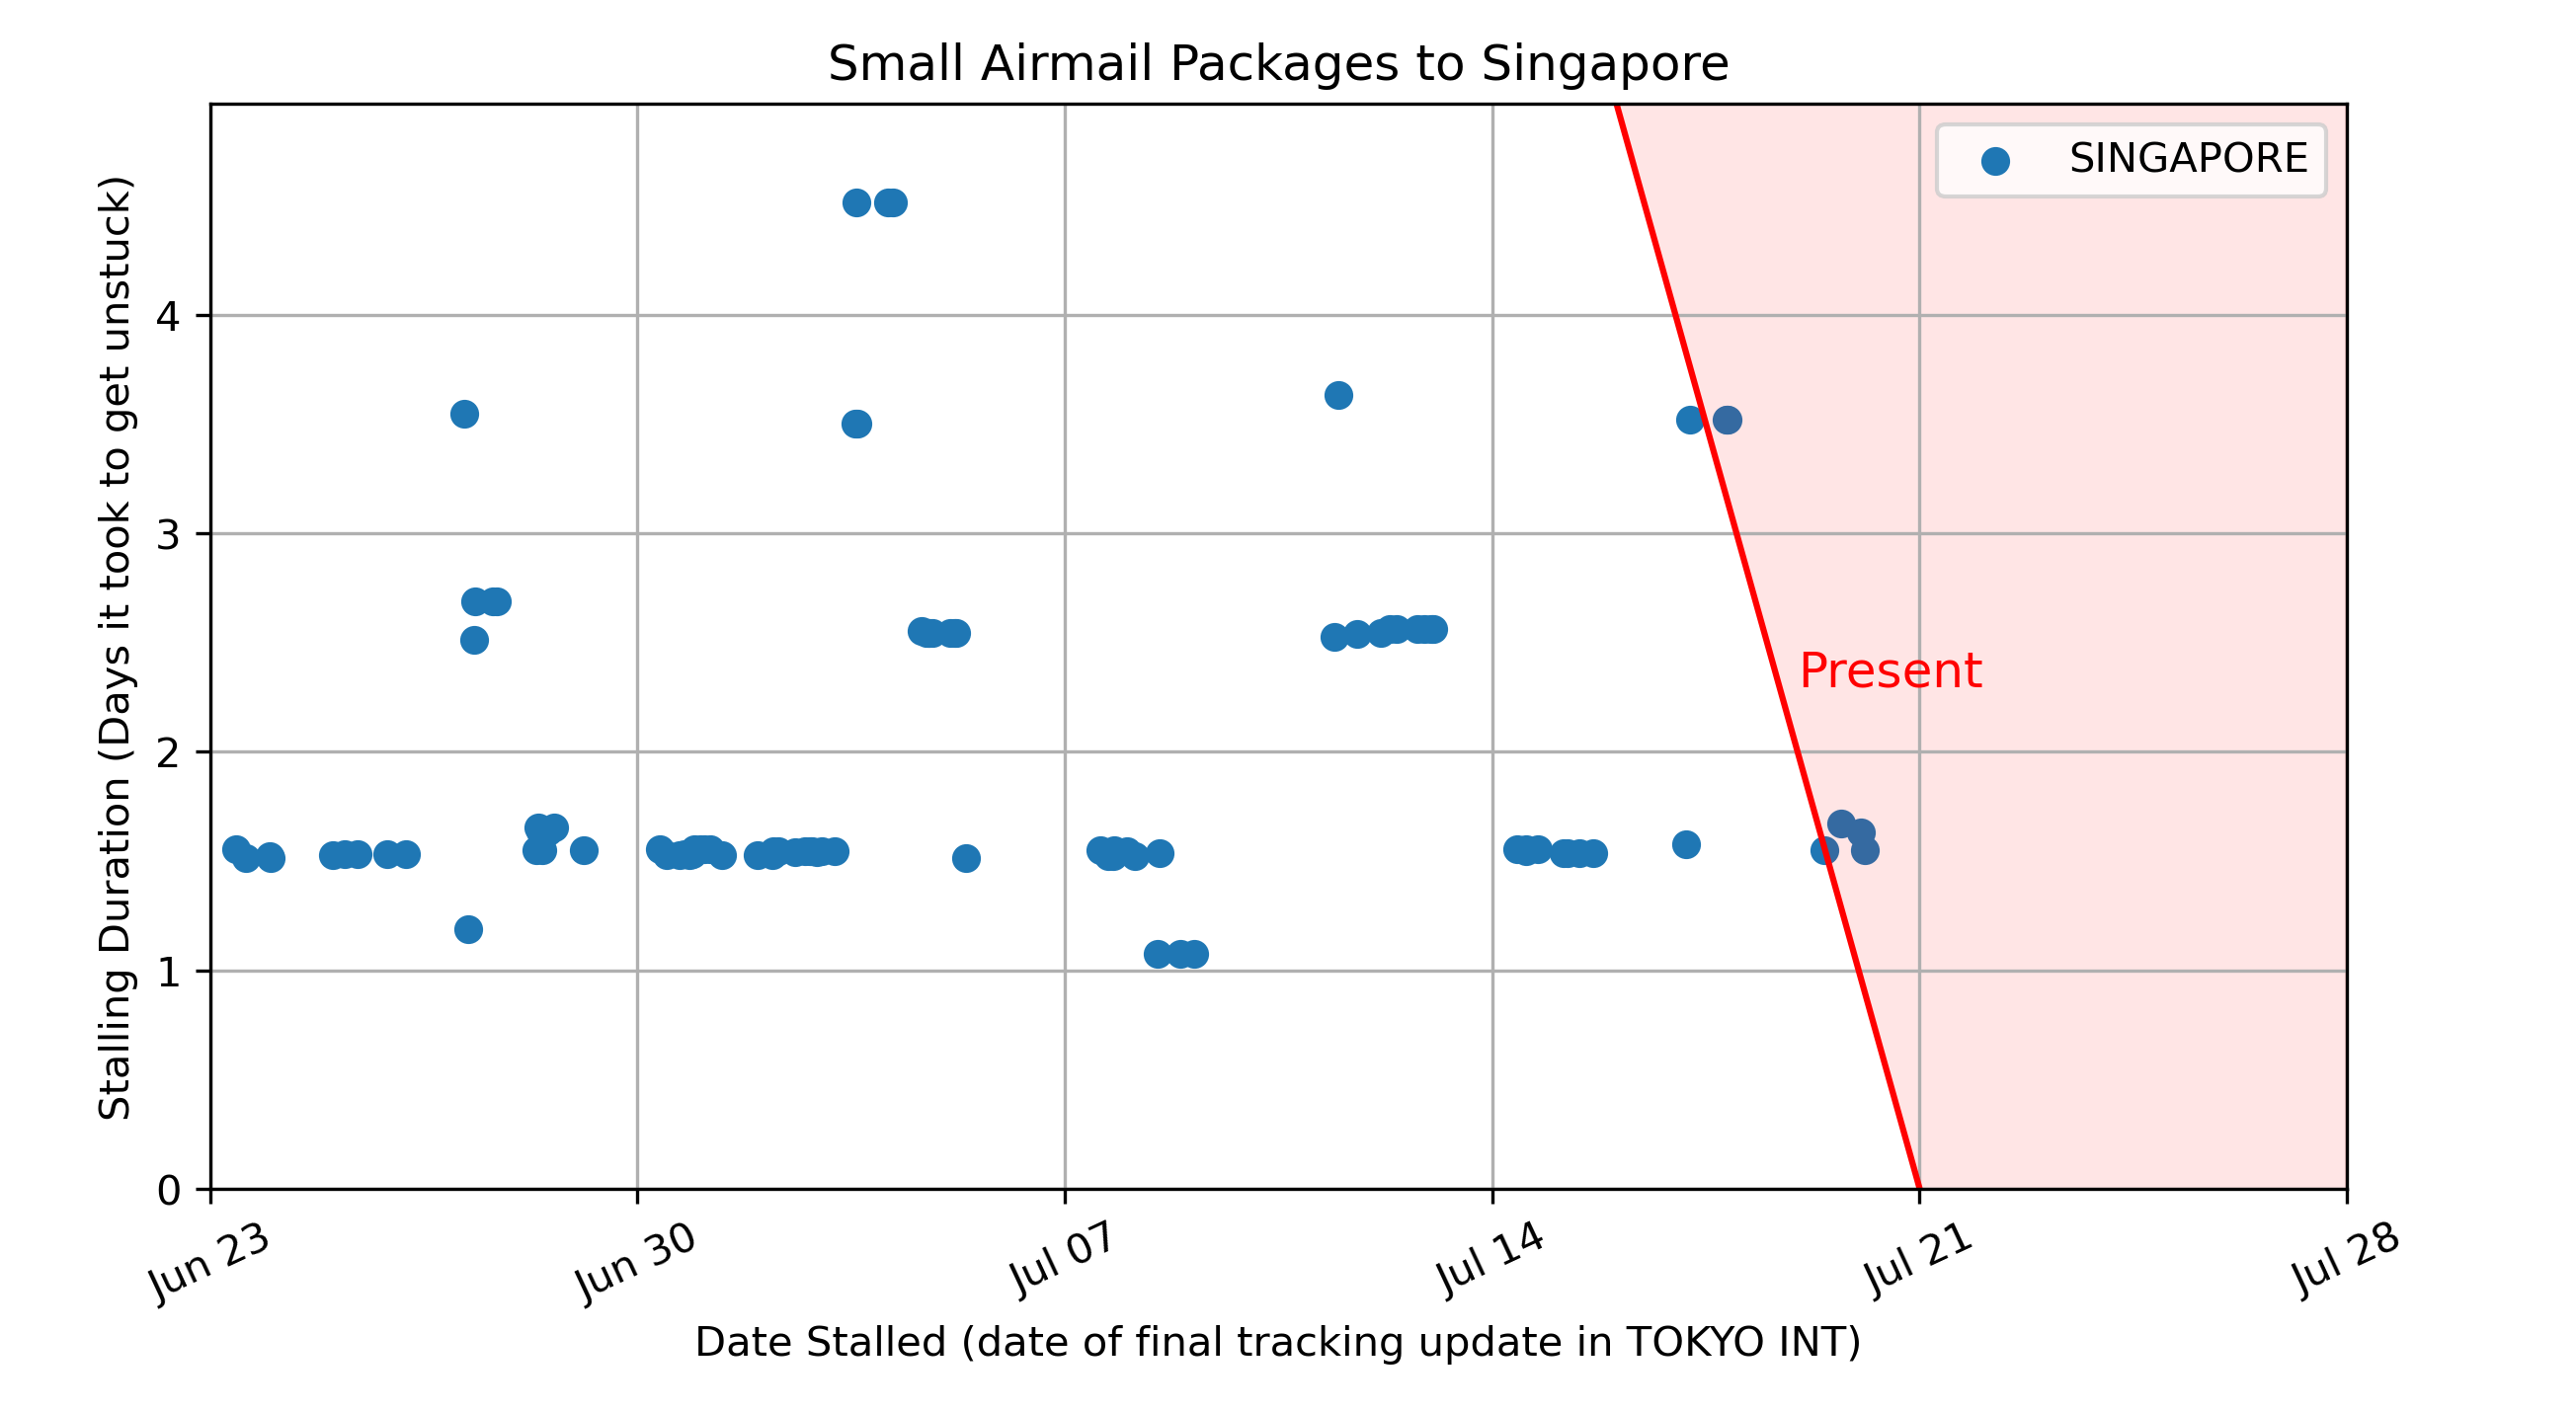 Small Airmail Packages to Singapore
SINGAPORE
Stalling Duration (Days it took to get unstuck)
4
3
2
1
0
Present
Jun 23
Jun 30
Jul 07
Jul 14
Jul 21
Jul 28
Date Stalled (date of final tracking update in TOKYO INT)